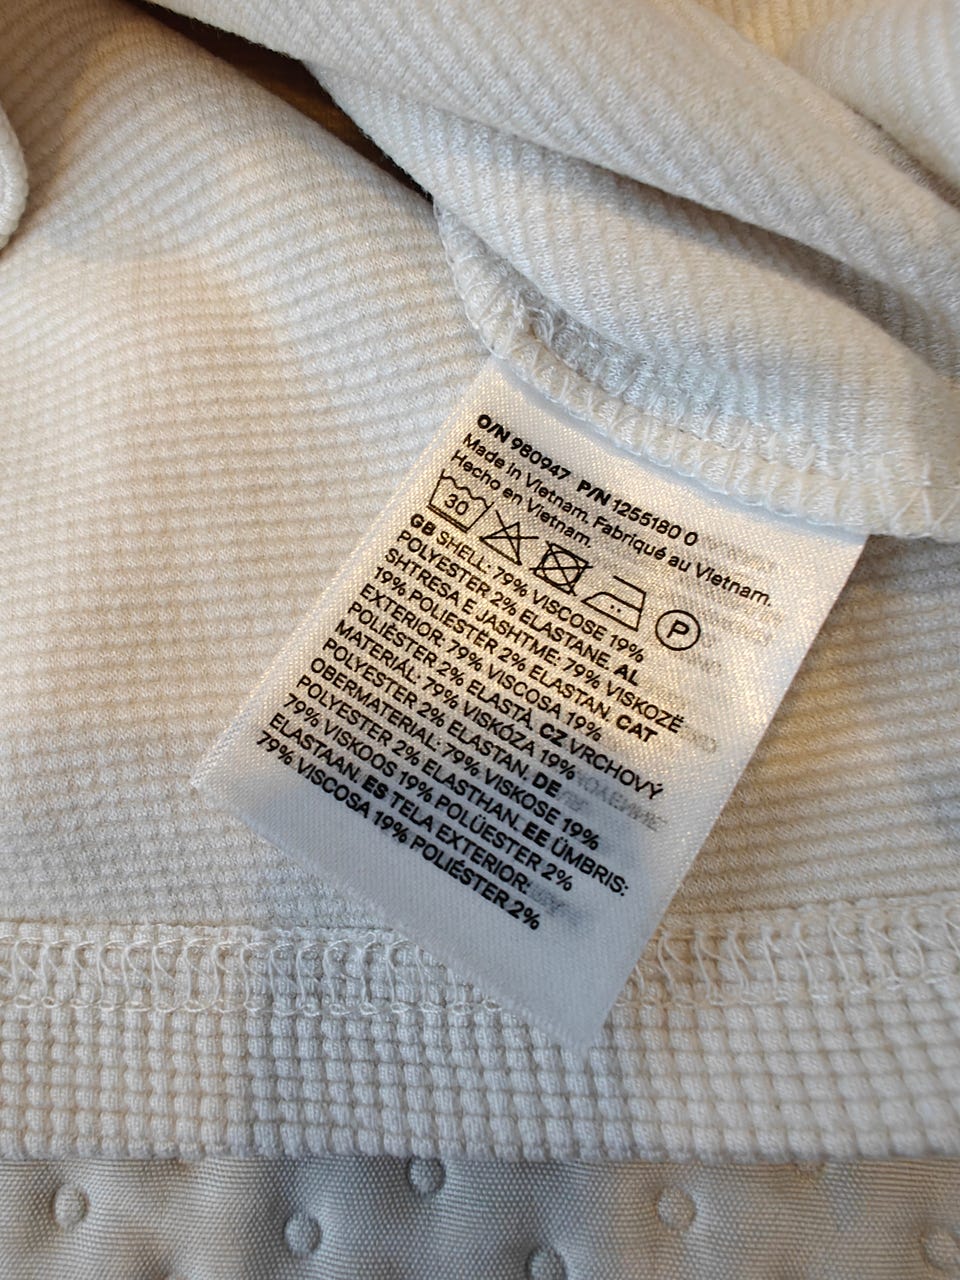 O/N 980947 P/N 1255180 0
Made in Vietnam. Fabriqué au Vietnam.
Hecho en Vietnam.
30 P
GB SHELL: 79% VISCOSE 19%
POLYESTER 2% ELASTANE. AL
SHTRESA E JASHTME: 79% VISKOZË
19% POLIESTËR 2% ELASTAN. CAT
EXTERIOR: 79% VISCOSA 19%
POLIÈSTER 2% ELASTÀ. CZ VRCHOVÝ
MATERIÁL: 79% VISKÓZA 19%
POLYESTER 2% ELASTAN. DE
OBERMATERIAL: 79% VISKOSE 19%
POLYESTER 2% ELASTHAN. EE ÜMBRIS:
79% VISKOOS 19% POLÜESTER 2%
ELASTAAN. ES TELA EXTERIOR:
79% VISCOSA 19% POLIÉSTER 2%